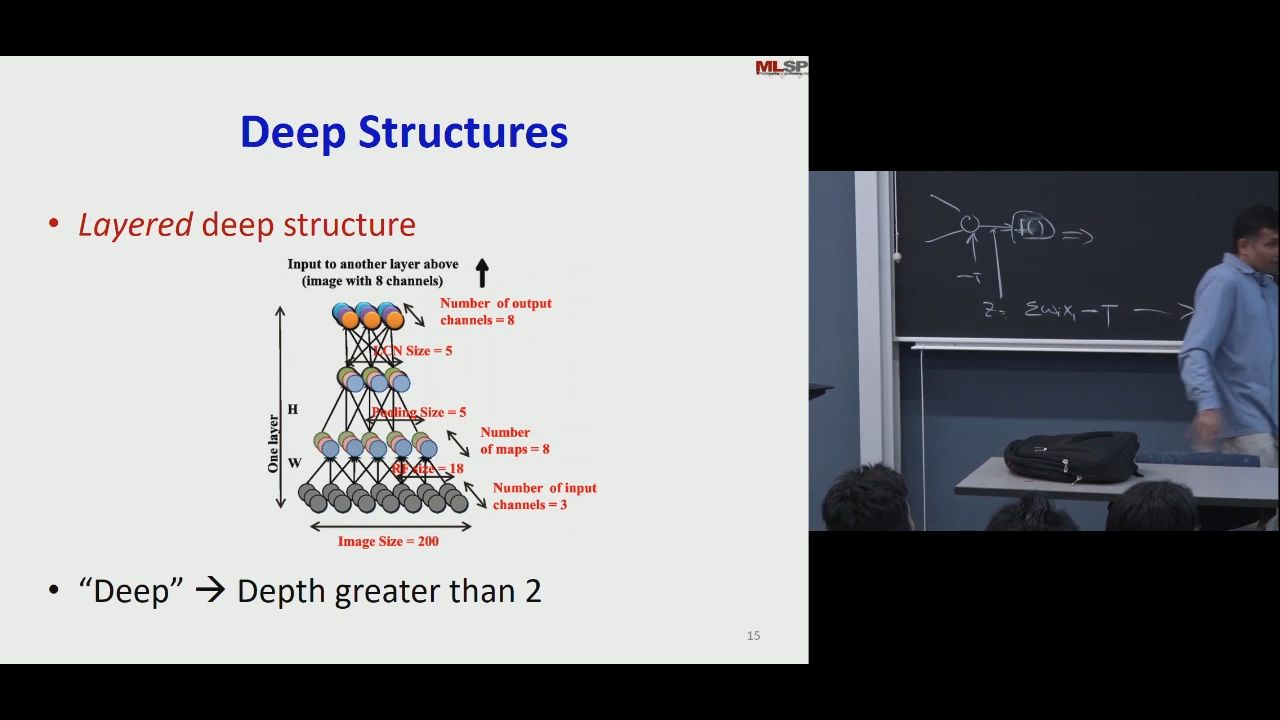 MLSP
Deep Structures
• Layered deep structure
Input to another layer above
(image with 8 channels)
Number of output
channels = 8
LCN Size = 5
H
Pooling Size = 5
Number
of maps = 8
One layer
W
RF size = 18
Number of input
channels = 3
Image Size = 200
• “Deep” → Depth greater than 2
15
f()
-T
Z = Σwᵢxᵢ - T